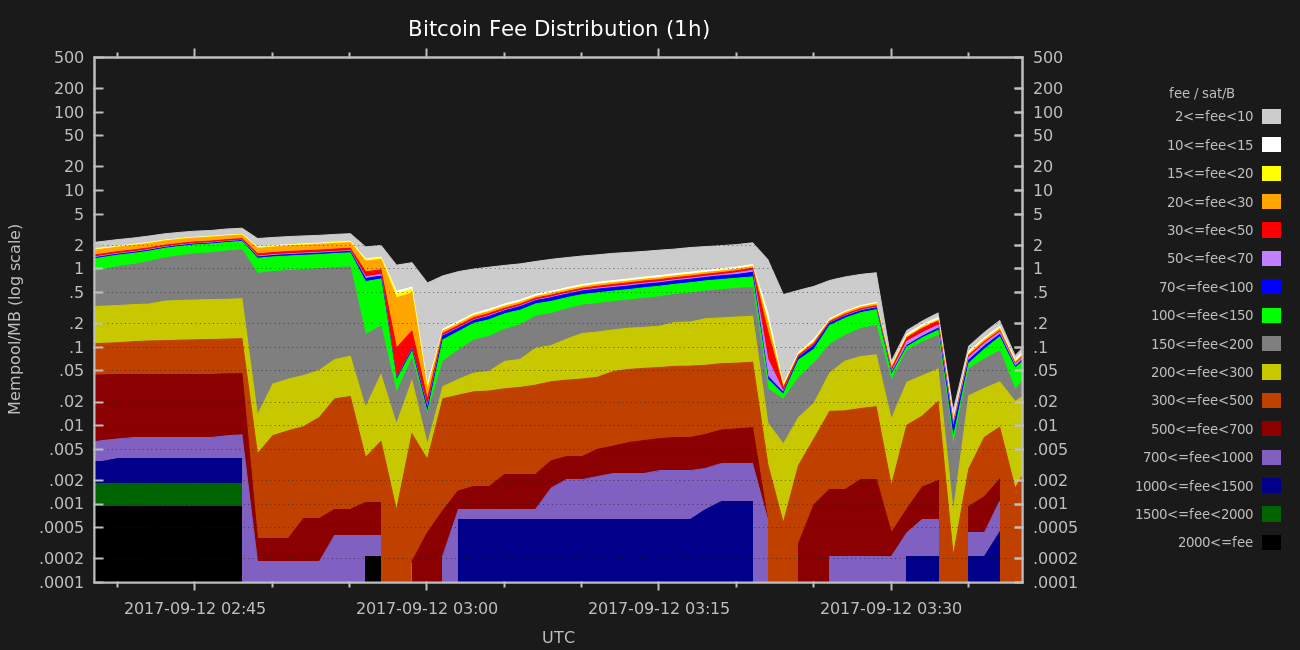 Bitcoin Fee Distribution (1h)
Mempool/MB (log scale)
500
200
100
50
20
10
5
2
1
.5
.2
.1
.05
.02
.01
.005
.002
.001
.0005
.0002
.0001
500
200
100
50
20
10
5
2
1
.5
.2
.1
.05
.02
.01
.005
.002
.001
.0005
.0002
.0001
2017-09-12 02:45
2017-09-12 03:00
2017-09-12 03:15
2017-09-12 03:30
UTC
fee / sat/B
2<=fee<10
10<=fee<15
15<=fee<20
20<=fee<30
30<=fee<50
50<=fee<70
70<=fee<100
100<=fee<150
150<=fee<200
200<=fee<300
300<=fee<500
500<=fee<700
700<=fee<1000
1000<=fee<1500
1500<=fee<2000
2000<=fee